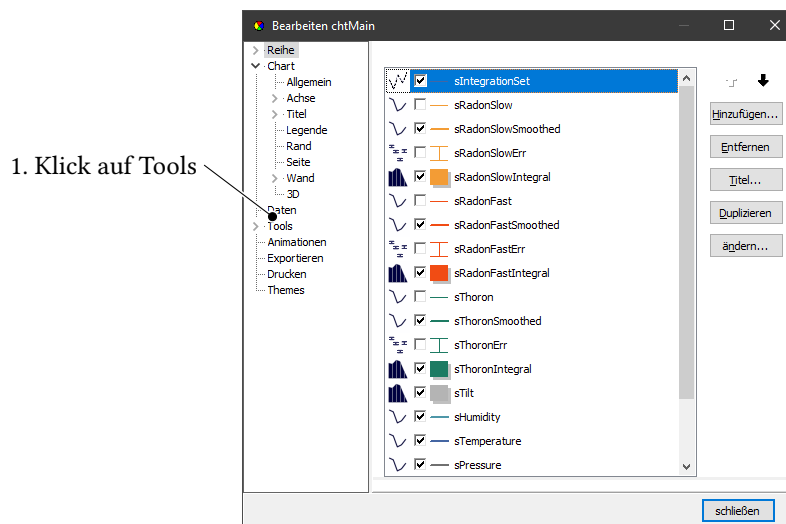 Bearbeiten chtMain
Reihe
Chart
Allgemein
Achse
Titel
Legende
Rand
Seite
Wand
3D
Daten
Tools
Animationen
Exportieren
Drucken
Themes
1. Klick auf Tools
sIntegrationSet
sRadonSlow
sRadonSlowSmoothed
sRadonSlowErr
sRadonSlowIntegral
sRadonFast
sRadonFastSmoothed
sRadonFastErr
sRadonFastIntegral
sThoron
sThoronSmoothed
sThoronErr
sThoronIntegral
sTilt
sHumidity
sTemperature
sPressure
Hinzufügen...
Entfernen
Titel...
Duplizieren
ändern...
schließen